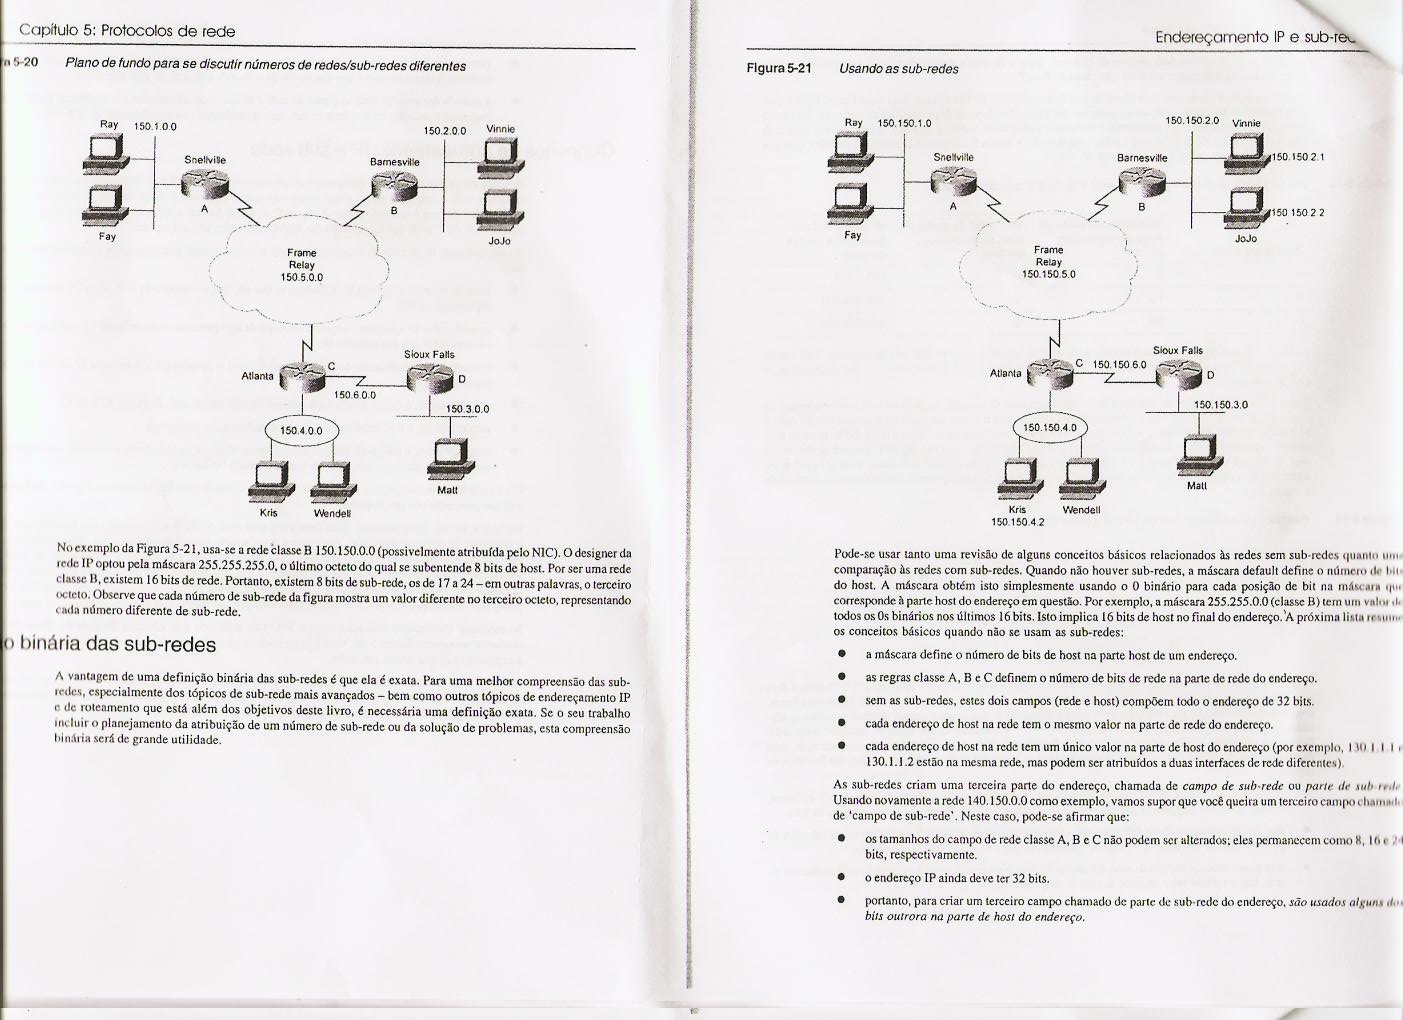 Capítulo 5: Protocolos de rede
5-20 Plano de fundo para se discutir números de redes/sub-redes diferentes
Ray 150.1.0.0
150.2.0.0 Vinnie
Snellville
Barnesville
A
B
Fay
JoJo
Frame
Relay
150.5.0.0
Sioux Falls
Atlanta
C
D
150.6.0.0
150.3.0.0
150.4.0.0
Matt
Kris
Wendell
No exemplo da Figura 5-21, usa-se a rede classe B 150.150.0.0 (possivelmente atribuída pelo NIC). O designer da
rede IP optou pela máscara 255.255.255.0, o último octeto do qual se subentende 8 bits de host. Por ser uma rede
classe B, existem 16 bits de rede. Portanto, existem 8 bits de sub-rede, os de 17 a 24 – em outras palavras, o terceiro
octeto. Observe que cada número de sub-rede da figura mostra um valor diferente no terceiro octeto, representando
cada número diferente de sub-rede.
o binária das sub-redes
A vantagem de uma definição binária das sub-redes é que ela é exata. Para uma melhor compreensão das sub-
redes, especialmente dos tópicos de sub-rede mais avançados – bem como outros tópicos de endereçamento IP
e de roteamento que está além dos objetivos deste livro, é necessária uma definição exata. Se o seu trabalho
incluir o planejamento da atribuição de um número de sub-rede ou da solução de problemas, esta compreensão
binária será de grande utilidade.
Endereçamento IP e sub-red
Figura 5-21 Usando as sub-redes
Ray 150.150.1.0
150.150.2.0 Vinnie
Snellville
Barnesville
150.150.2.1
A
B
150.150.2.2
Fay
JoJo
Frame
Relay
150.150.5.0
Sioux Falls
Atlanta
C 150.150.6.0
D
150.150.3.0
150.150.4.0
Matt
Kris
Wendell
150.150.4.2
Pode-se usar tanto uma revisão de alguns conceitos básicos relacionados às redes sem sub-redes quanto uma
comparação às redes com sub-redes. Quando não houver sub-redes, a máscara default define o número de bits
do host. A máscara obtém isto simplesmente usando o 0 binário para cada posição de bit na máscara que
corresponde à parte host do endereço em questão. Por exemplo, a máscara 255.255.0.0 (classe B) tem um valor de
todos os 0s binários nos últimos 16 bits. Isto implica 16 bits de host no final do endereço. A próxima lista resume
os conceitos básicos quando não se usam as sub-redes:
● a máscara define o número de bits de host na parte host de um endereço.
● as regras classe A, B e C definem o número de bits de rede na parte de rede do endereço.
● sem as sub-redes, estes dois campos (rede e host) compõem todo o endereço de 32 bits.
● cada endereço de host na rede tem o mesmo valor na parte de rede do endereço.
● cada endereço de host na rede tem um único valor na parte de host do endereço (por exemplo, 130.1.1.1 e
130.1.1.2 estão na mesma rede, mas podem ser atribuídos a duas interfaces de rede diferentes).
As sub-redes criam uma terceira parte do endereço, chamada de campo de sub-rede ou parte de sub-rede.
Usando novamente a rede 140.150.0.0 como exemplo, vamos supor que você queira um terceiro campo chamado
de 'campo de sub-rede'. Neste caso, pode-se afirmar que:
● os tamanhos do campo de rede classe A, B e C não podem ser alterados; eles permanecem como 8, 16 e 24
bits, respectivamente.
● o endereço IP ainda deve ter 32 bits.
● portanto, para criar um terceiro campo chamado de parte de sub-rede do endereço, são usados alguns dos
bits outrora na parte de host do endereço.